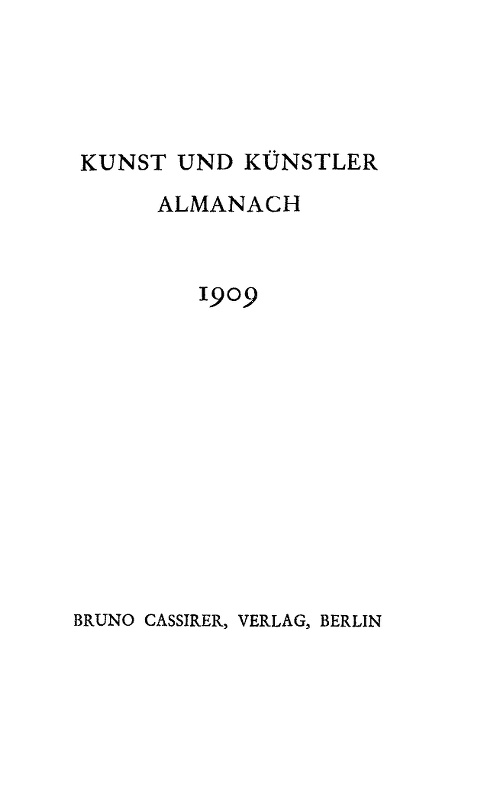 KUNST UND KÜNSTLER
ALMANACH
1909
BRUNO CASSIRER, VERLAG, BERLIN